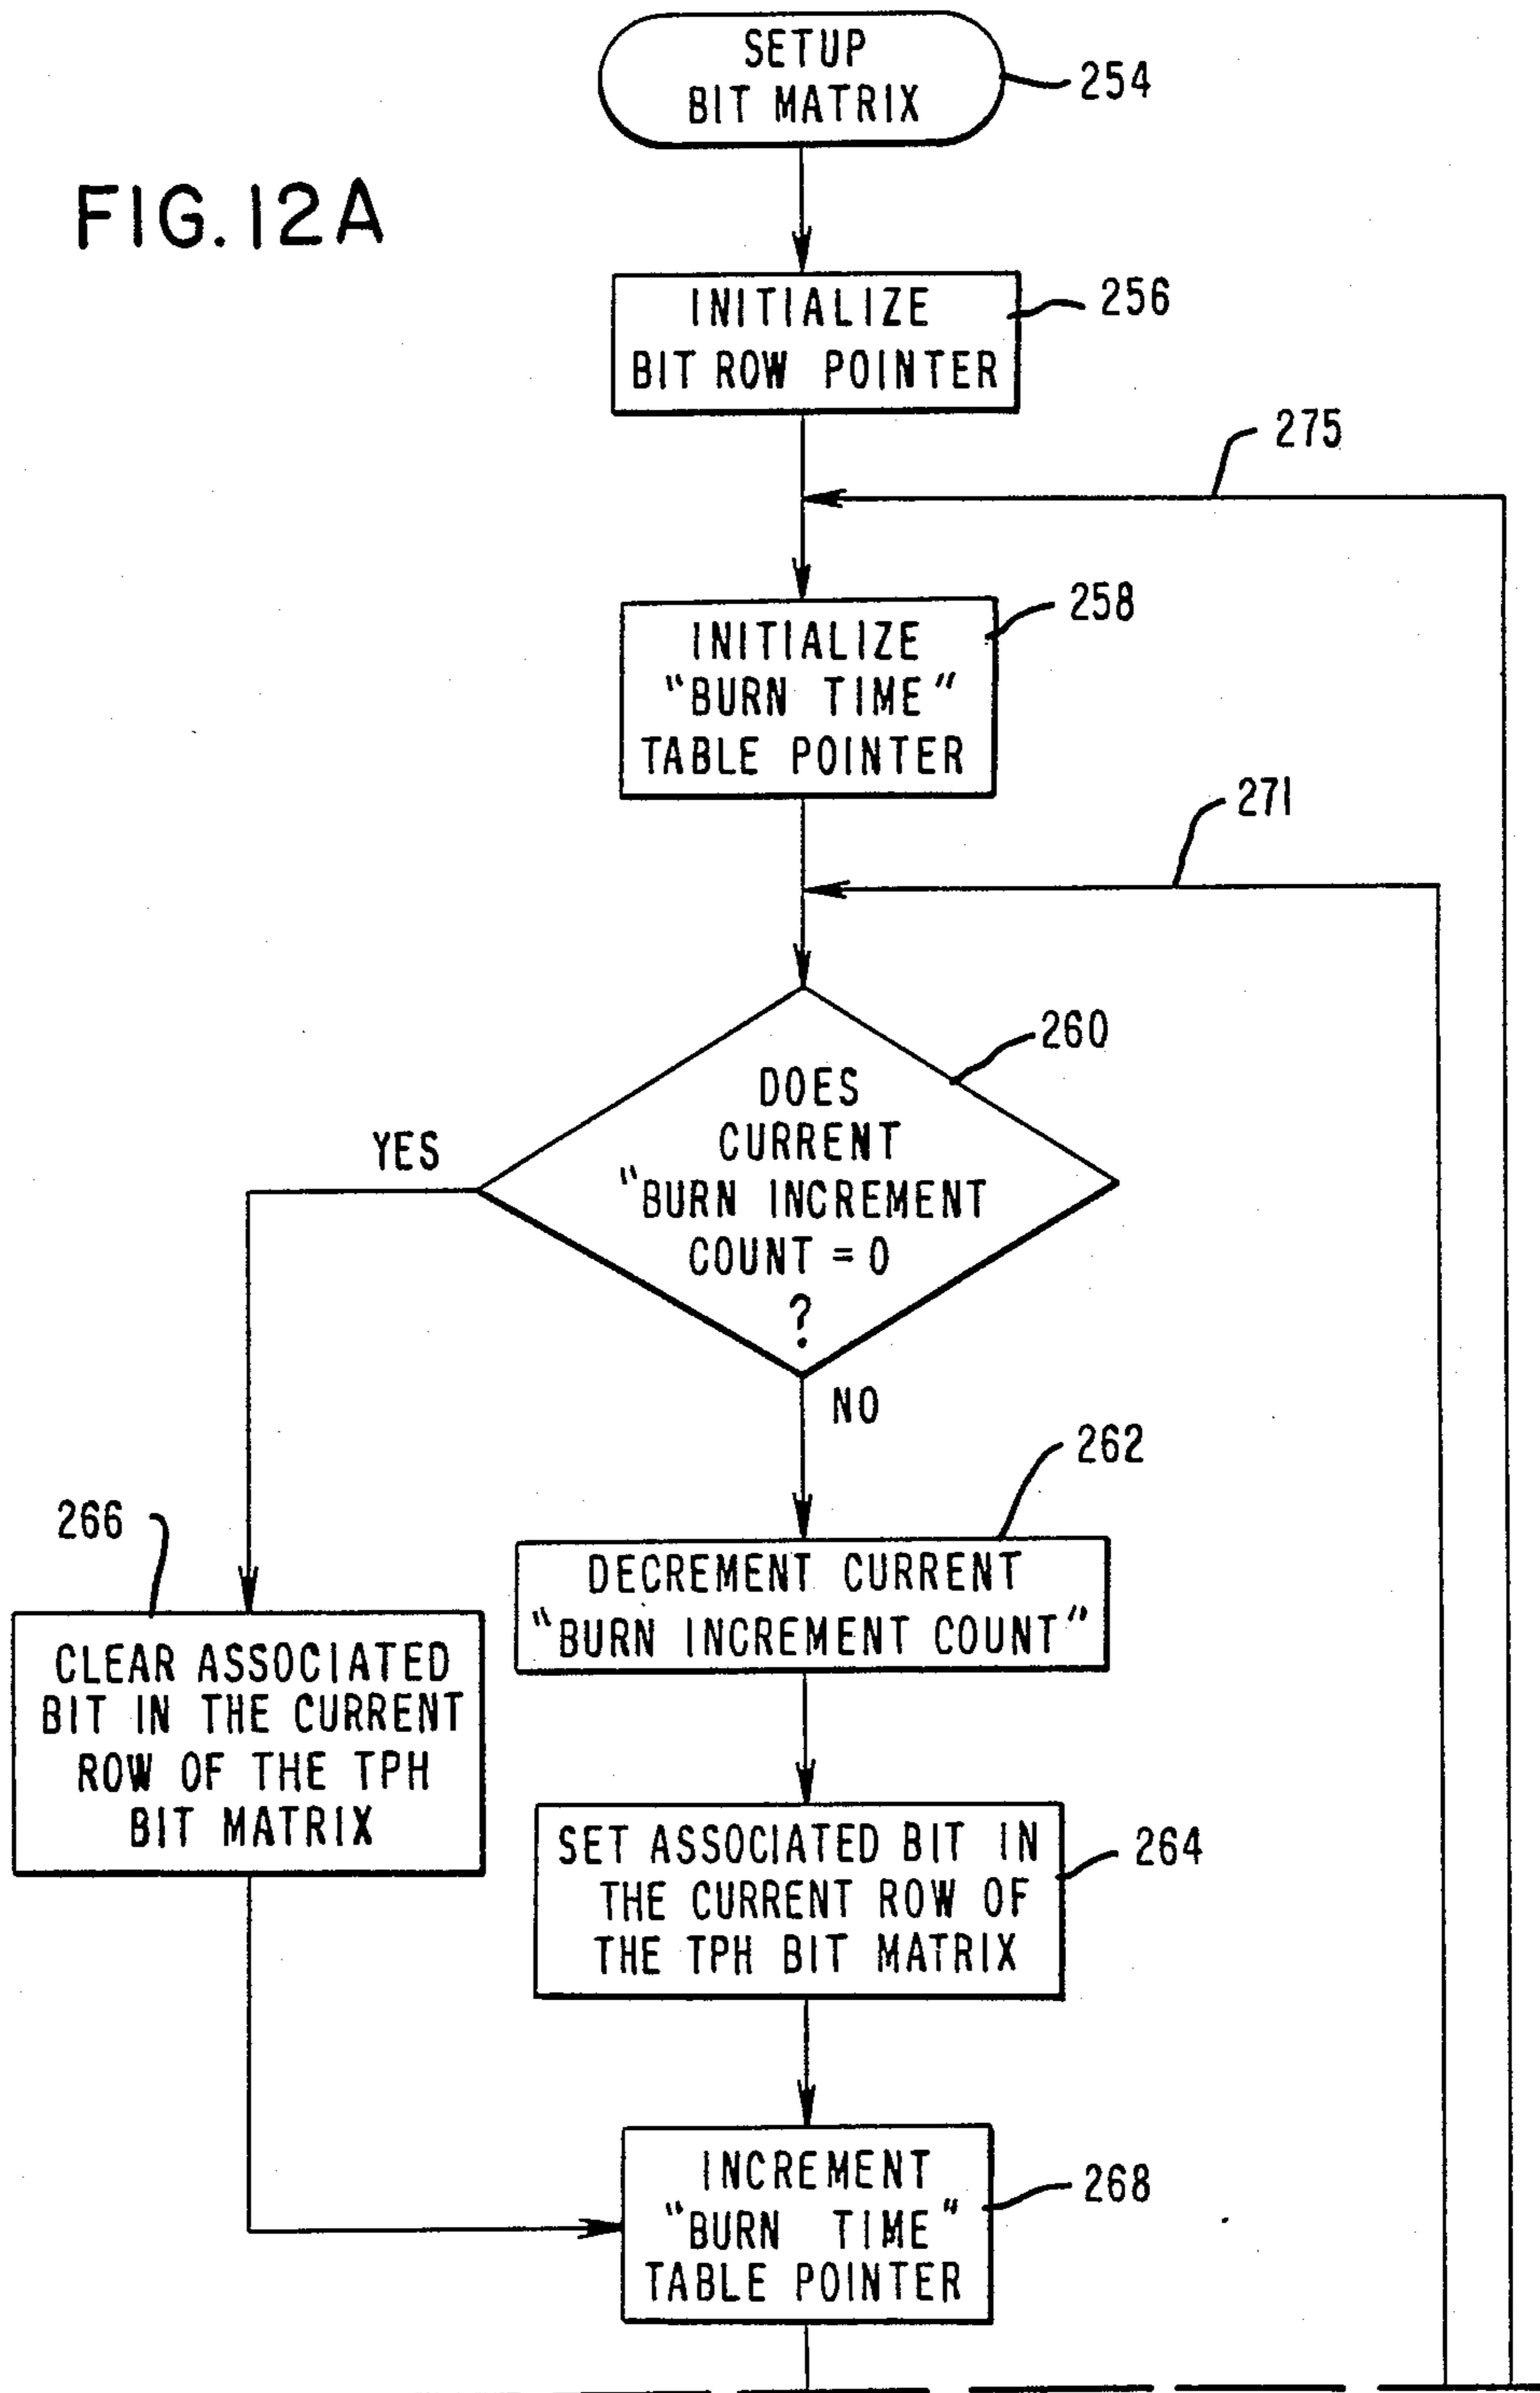 SETUP
BIT MATRIX
254
FIG. 12A
INITIALIZE
BIT ROW POINTER
256
275
INITIALIZE
"BURN TIME"
TABLE POINTER
258
271
DOES
CURRENT
"BURN INCREMENT
COUNT = 0
?
260
YES
NO
262
DECREMENT CURRENT
"BURN INCREMENT COUNT"
266
CLEAR ASSOCIATED
BIT IN THE CURRENT
ROW OF THE TPH
BIT MATRIX
SET ASSOCIATED BIT IN
THE CURRENT ROW OF
THE TPH BIT MATRIX
264
INCREMENT
"BURN TIME"
TABLE POINTER
268